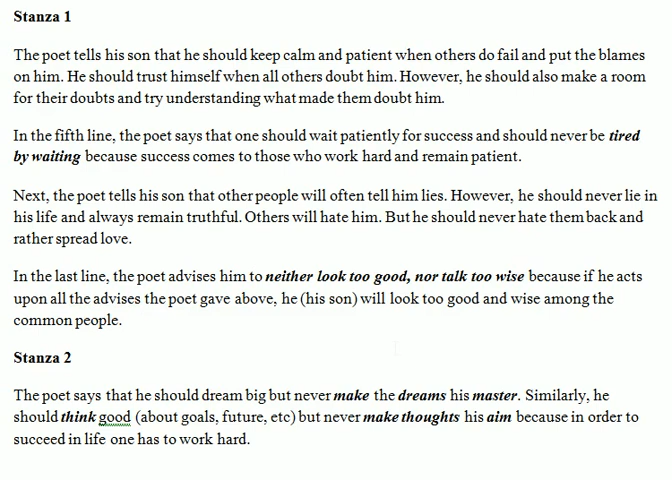 Stanza 1
The poet tells his son that he should keep calm and patient when others do fail and put the blames
on him. He should trust himself when all others doubt him. However, he should also make a room
for their doubts and try understanding what made them doubt him.
In the fifth line, the poet says that one should wait patiently for success and should never be tired
by waiting because success comes to those who work hard and remain patient.
Next, the poet tells his son that other people will often tell him lies. However, he should never lie in
his life and always remain truthful. Others will hate him. But he should never hate them back and
rather spread love.
In the last line, the poet advises him to neither look too good, nor talk too wise because if he acts
upon all the advises the poet gave above, he (his son) will look too good and wise among the
common people.
Stanza 2
The poet says that he should dream big but never make the dreams his master. Similarly, he
should think good (about goals, future, etc) but never make thoughts his aim because in order to
succeed in life one has to work hard.